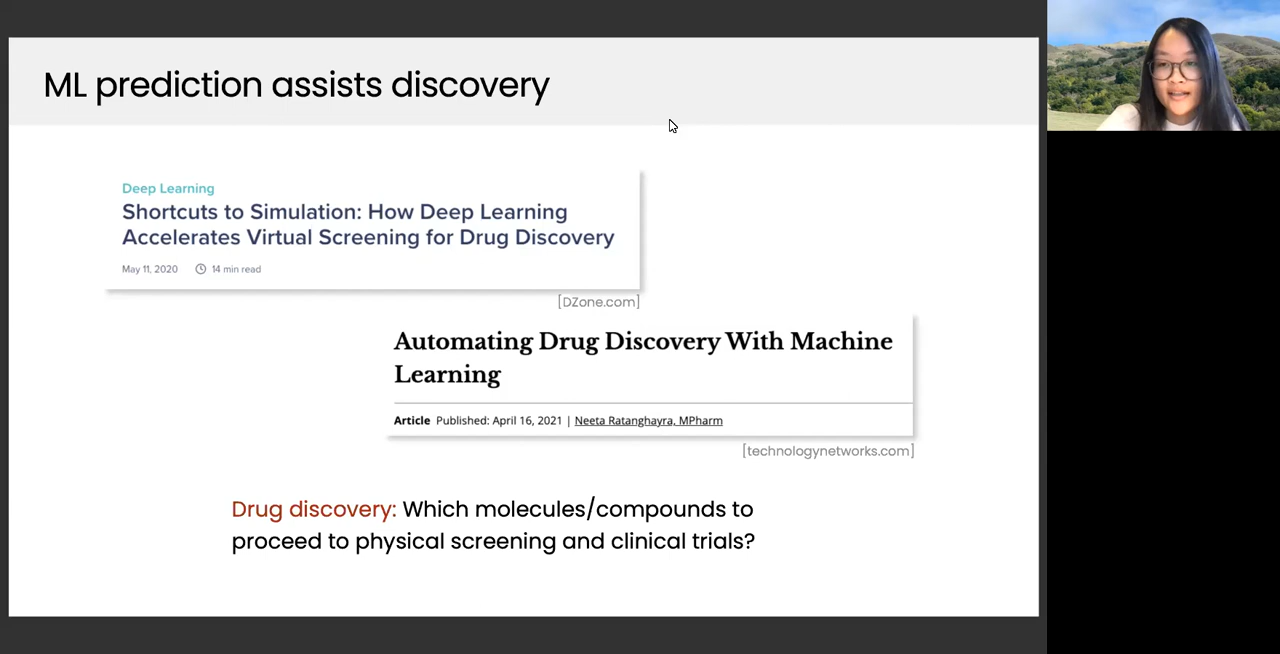 ML prediction assists discovery
Deep Learning
Shortcuts to Simulation: How Deep Learning
Accelerates Virtual Screening for Drug Discovery
May 11, 2020 14 min read
[DZone.com]
Automating Drug Discovery With Machine
Learning
Article Published: April 16, 2021 | Neeta Ratanghayra, MPharm
[technologynetworks.com]
Drug discovery: Which molecules/compounds to
proceed to physical screening and clinical trials?